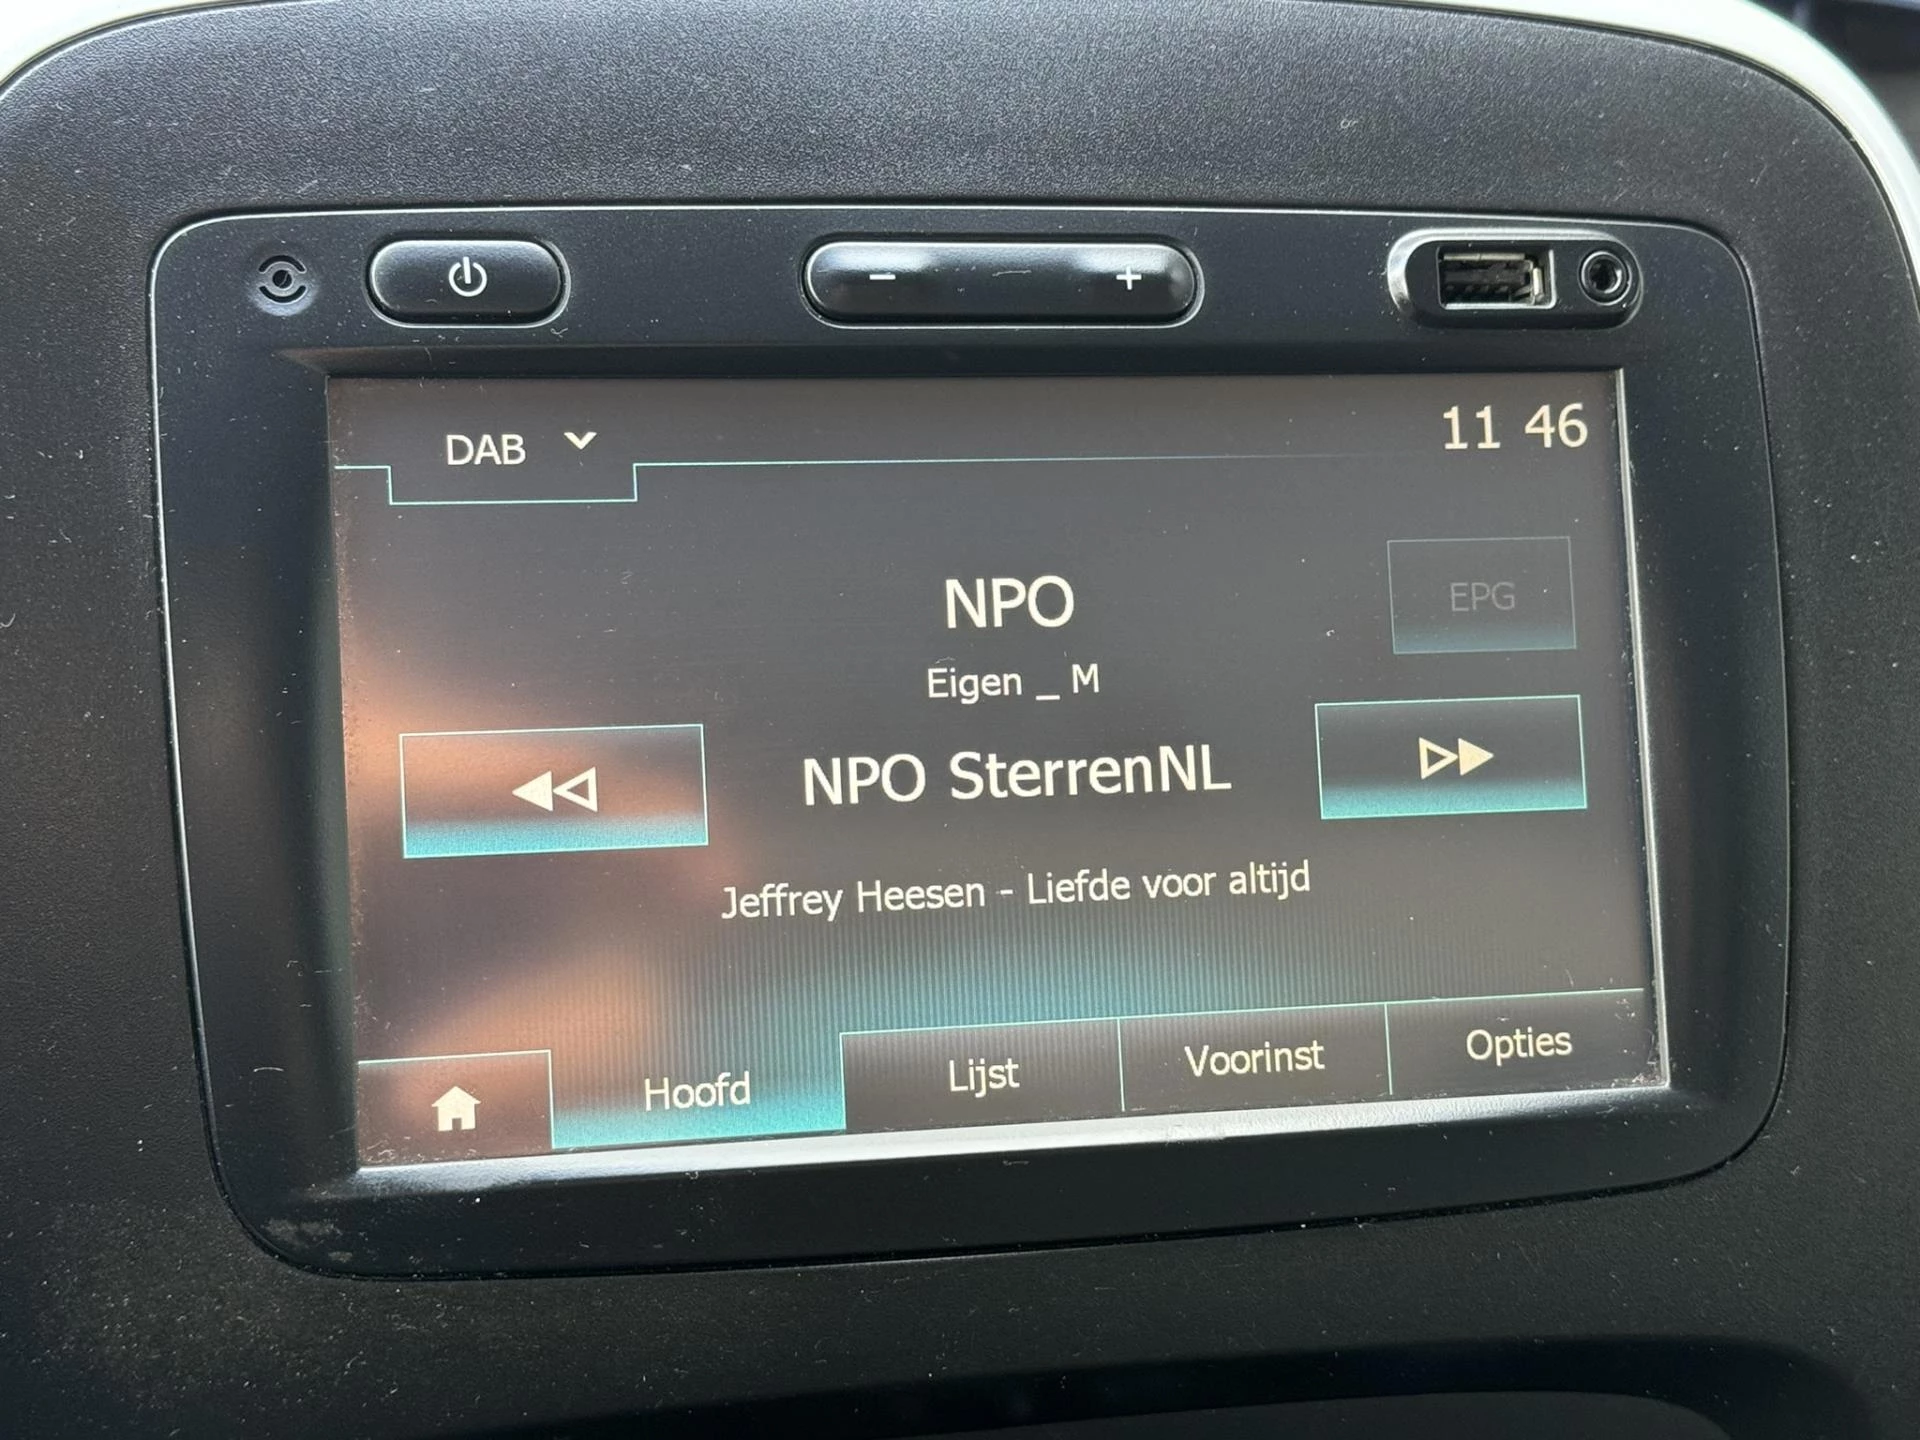 − +
DAB
11 46
NPO
EPG
Eigen _ M
NPO SterrenNL
Jeffrey Heesen - Liefde voor altijd
Hoofd
Lijst
Voorinst
Opties